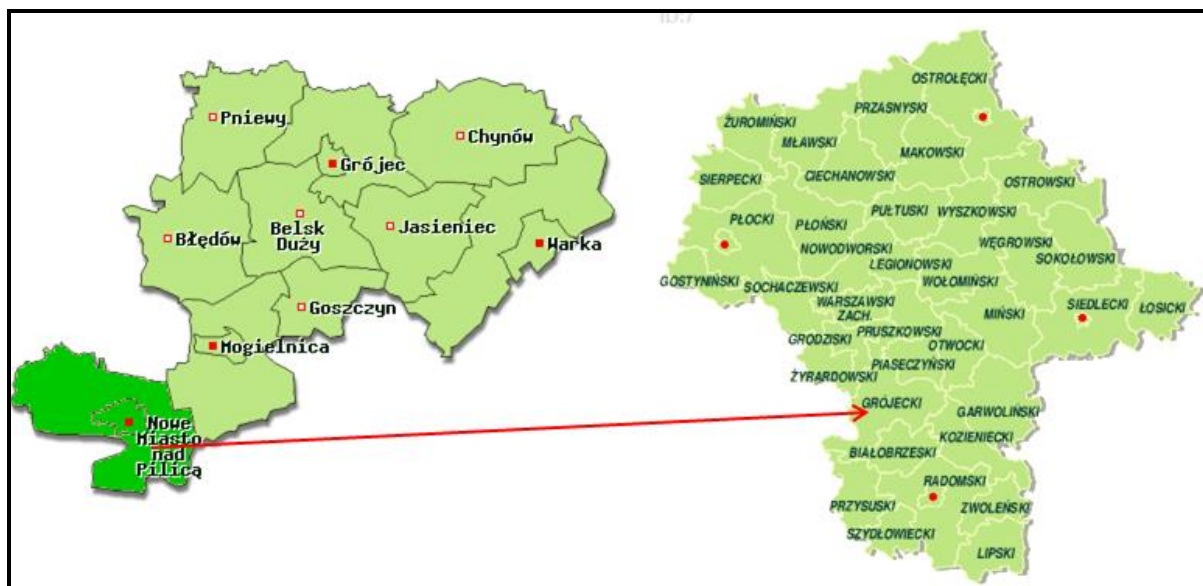 Pniewy
Chynów
Grójec
Belsk
Duży
Jasieniec
Błędów
Warka
Goszczyn
Mogielnica
Nowe
Miasto
nad
Pilicą
OSTROŁĘCKI
PRZASNYSKI
ŻUROMIŃSKI
MŁAWSKI
MAKOWSKI
CIECHANOWSKI
SIERPECKI
OSTROWSKI
PUŁTUSKI
WYSZKOWSKI
PŁOCKI
PŁOŃSKI
WĘGROWSKI
NOWODWORSKI
SOKOŁOWSKI
LEGIONOWSKI
GOSTYNIŃSKI
SOCHACZEWSKI
WOŁOMIŃSKI
WARSZAWSKI
ZACH.
MIŃSKI
SIEDLECKI
ŁOSICKI
PRUSZKOWSKI
GRODZISKI
OTWOCKI
PIASECZYŃSKI
ŻYRARDOWSKI
GRÓJECKI
GARWOLIŃSKI
KOZIENICKI
BIAŁOBRZESKI
RADOMSKI
PRZYSUSKI
ZWOLEŃSKI
SZYDŁOWIECKI
LIPSKI